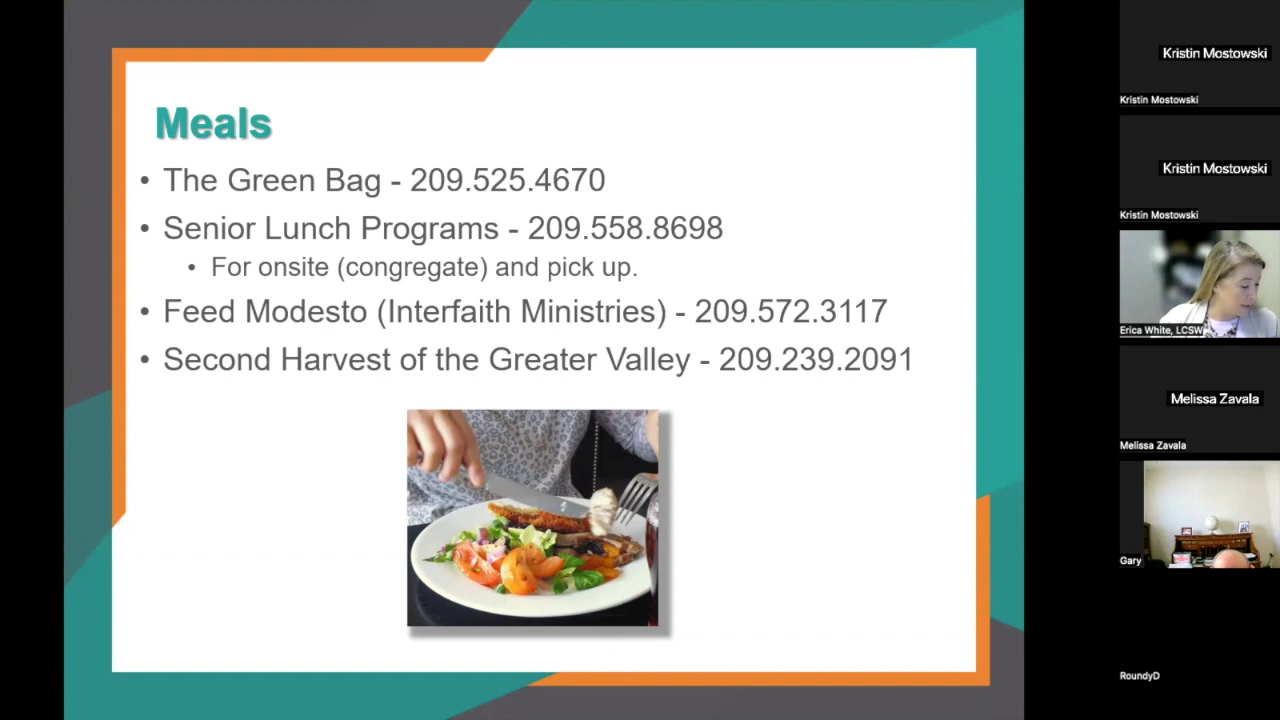 Meals
• The Green Bag - 209.525.4670
• Senior Lunch Programs - 209.558.8698
• For onsite (congregate) and pick up.
• Feed Modesto (Interfaith Ministries) - 209.572.3117
• Second Harvest of the Greater Valley - 209.239.2091
Kristin Mostowski
Kristin Mostowski
Kristin Mostowski
Kristin Mostowski
Erica White, LCSW
Melissa Zavala
Melissa Zavala
Gary
RoundyD